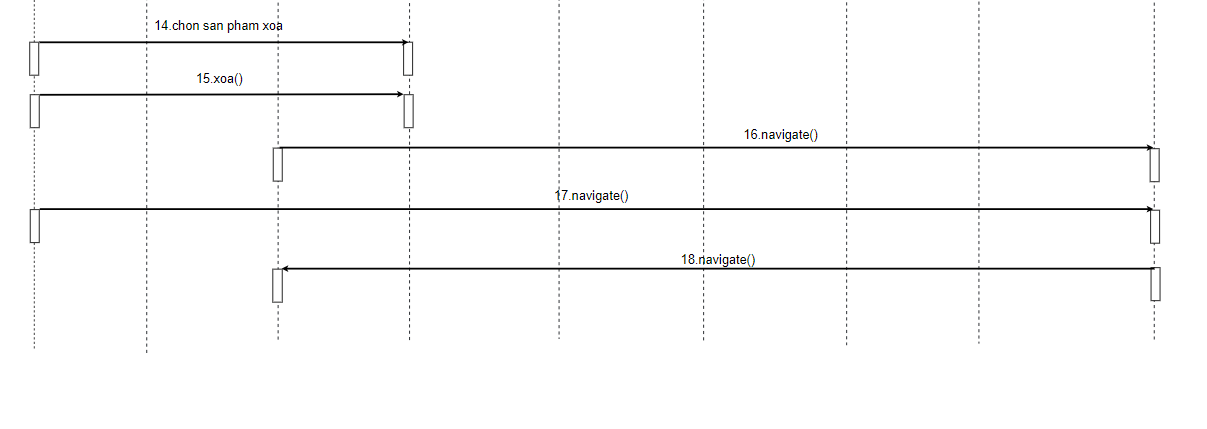 14.chon san pham xoa
15.xoa()
16.navigate()
17.navigate()
18.navigate()